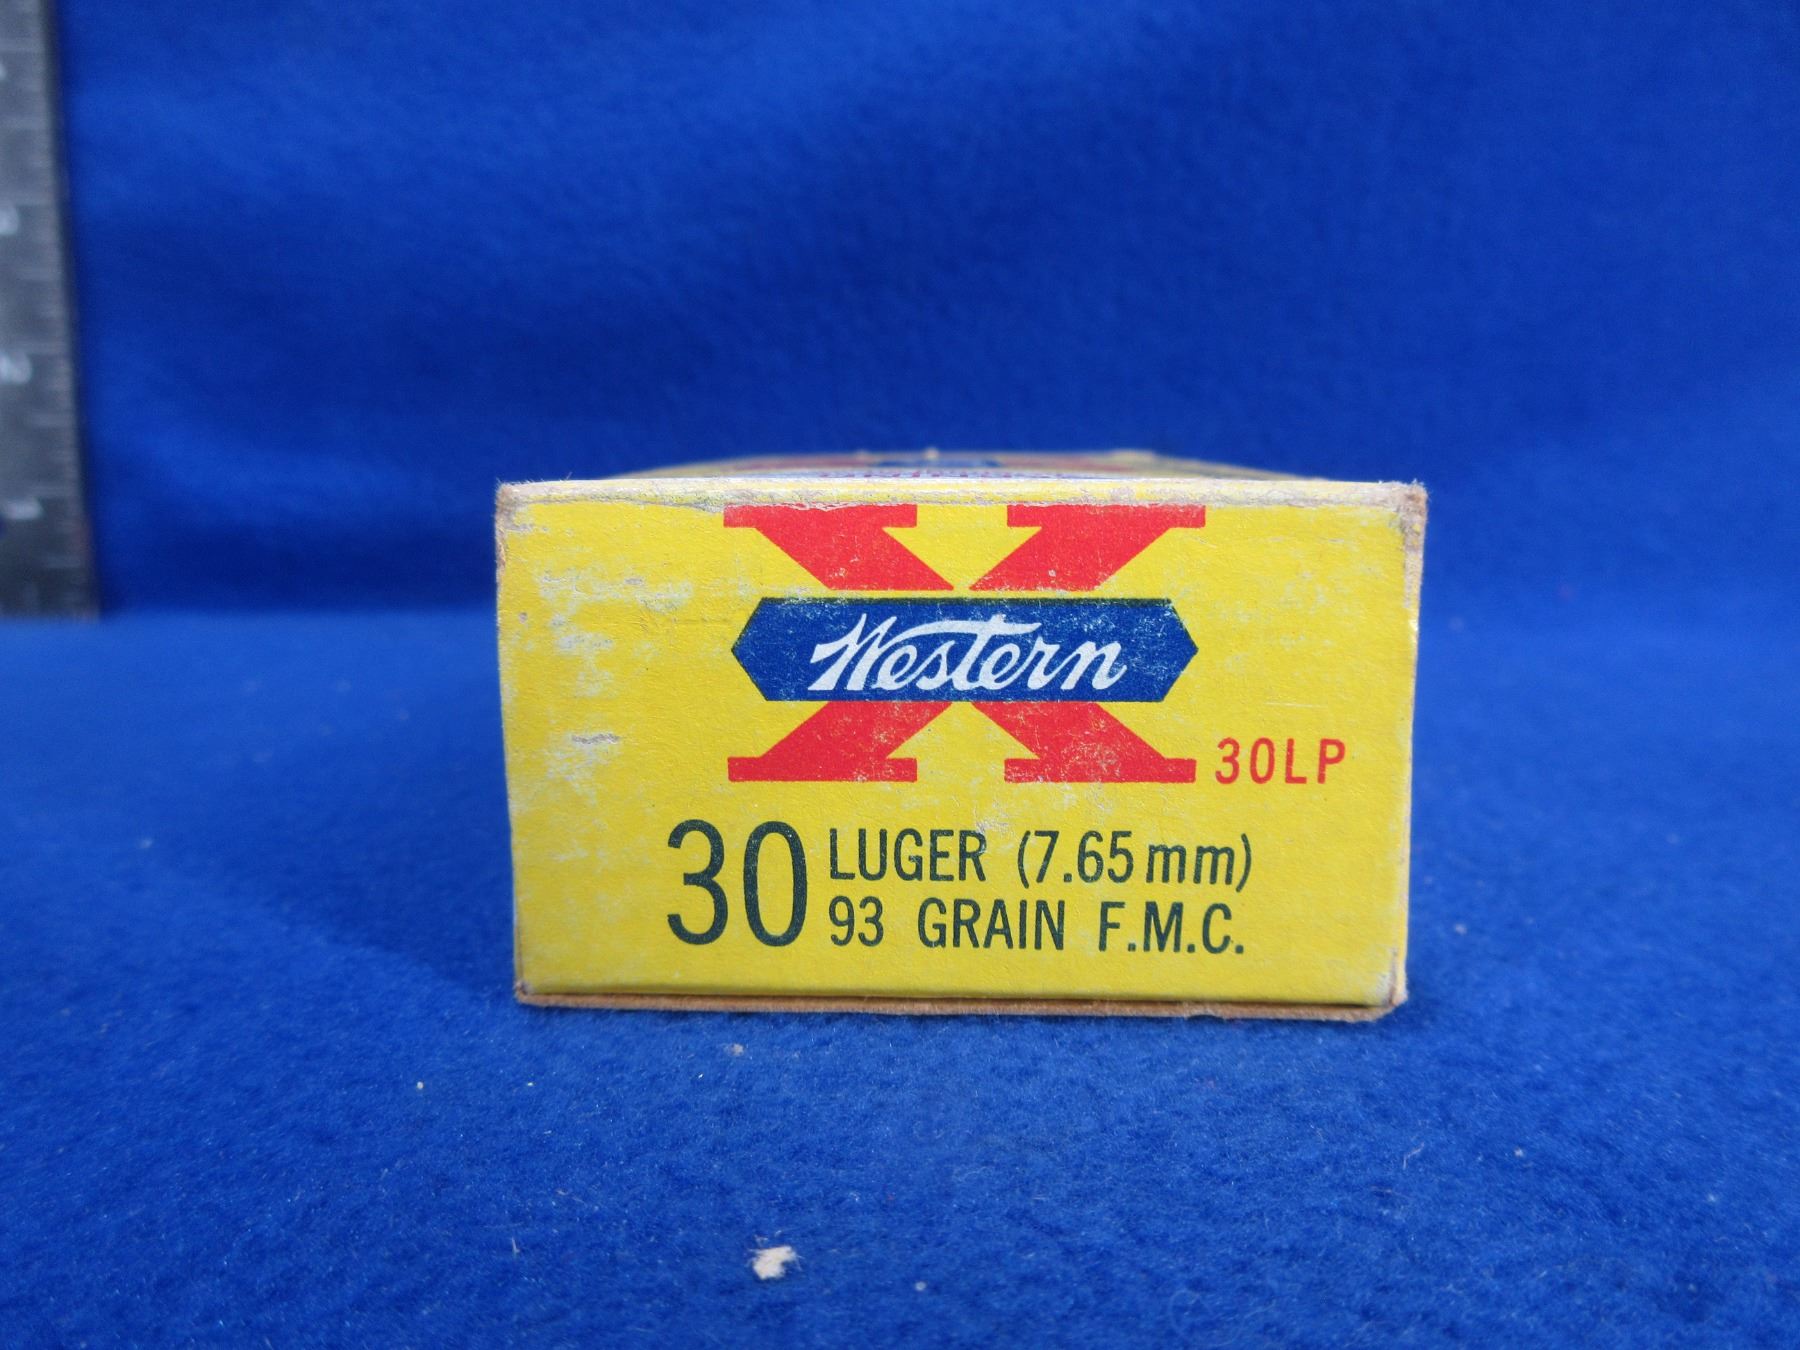 X
Western
30LP
30 LUGER (7.65mm)
93 GRAIN F.M.C.